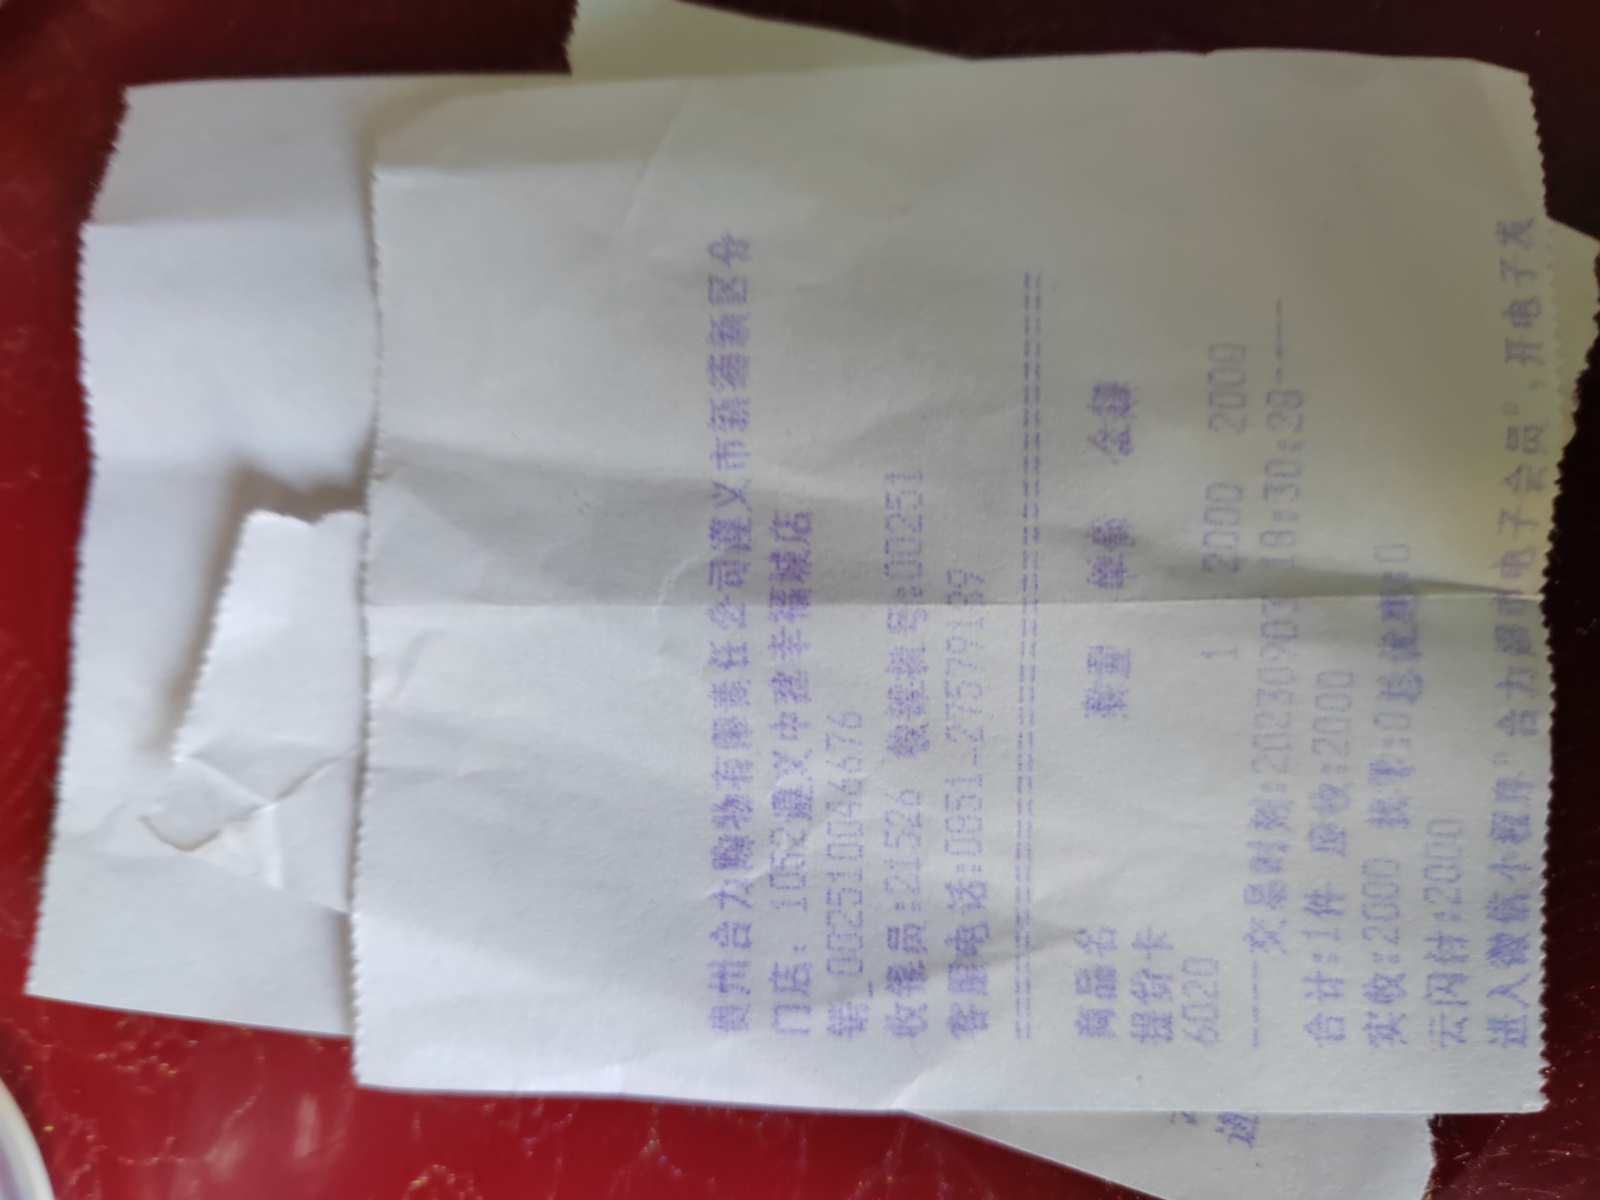 贵州合力购物有限责任公司遵义市新蒲新区分
门店: 1052遵义中建幸福城店
销_002510044676
收银员:21526 收银机号:00251
客服电话:0851-27579189
==============================
商品名 数量 单价 金额
提货卡
6020 1 2000 2000
----交易时刻:20230903 18:30:28----
合计:1件 应收:2000
实收:2000 找零:0 总优惠:0
云闪付:2000
进入微信小程序"合力超市电子会员",开电子发
进